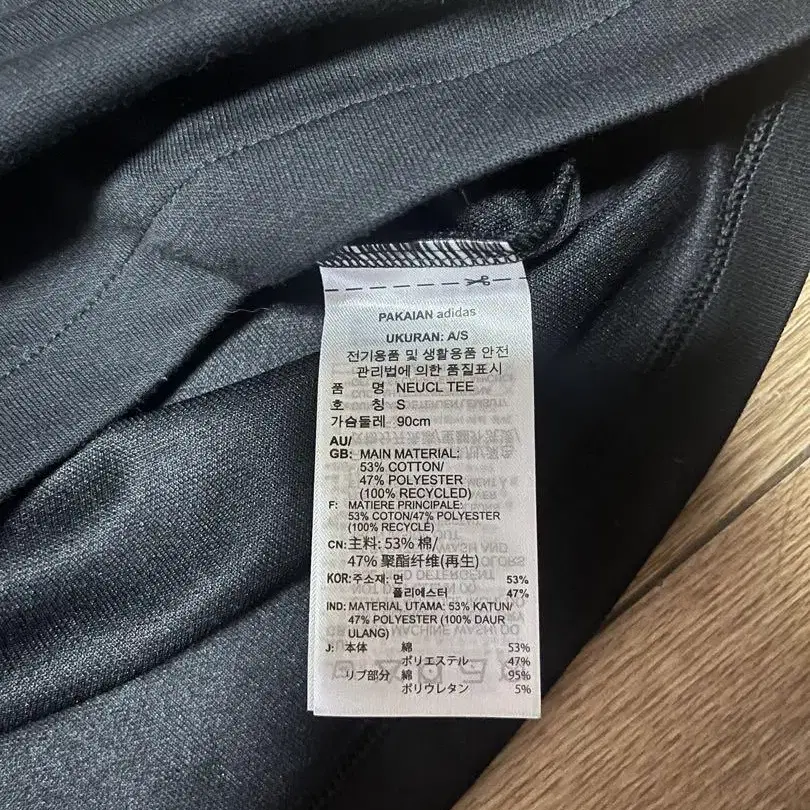 PAKAIAN adidas
UKURAN: A/S
전기용품 및 생활용품 안전
관리법에 의한 품질표시
품 명 NEUCL TEE
호 칭 S
가슴둘레 90cm
AU/
GB: MAIN MATERIAL:
53% COTTON/
47% POLYESTER
(100% RECYCLED)
F: MATIERE PRINCIPALE:
53% COTON/47% POLYESTER
(100% RECYCLÉ)
CN:主料: 53% 棉/
47% 聚酯纤维(再生)
KOR:주소재: 면 53%
폴리에스터 47%
IND: MATERIAL UTAMA: 53% KATUN/
47% POLYESTER (100% DAUR
ULANG)
J: 本体 綿 53%
ポリエステル 47%
リブ部分 綿 95%
ポリウレタン 5%